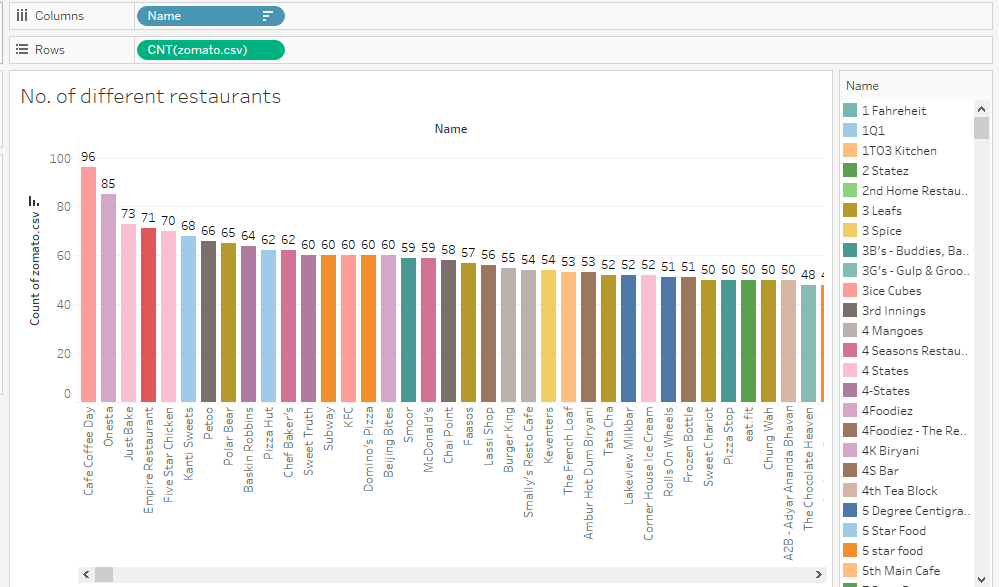 Columns
Name
Rows
CNT(zomato.csv)
No. of different restaurants
Name
Count of zomato.csv
100
80
60
40
20
0
96
85
73
71
70
68
66
65
64
62
62
60
60
60
60
60
59
59
58
57
56
55
54
54
53
53
52
52
52
51
51
50
50
50
50
50
48
Cafe Coffee Day
Onesta
Just Bake
Empire Restaurant
Five Star Chicken
Kanti Sweets
Petoo
Polar Bear
Baskin Robbins
Pizza Hut
Chef Baker's
Sweet Truth
Subway
KFC
Domino's Pizza
Beijing Bites
Smoor
McDonald's
Chai Point
Faasos
Lassi Shop
Burger King
Smally's Resto Cafe
Keventers
The French Loaf
Ambur Hot Dum Biryani
Tata Cha
Lakeview Milkbar
Corner House Ice Cream
Rolls On Wheels
Frozen Bottle
Sweet Chariot
Pizza Stop
eat.fit
Chung Wah
A2B - Adyar Ananda Bhavan
The Chocolate Heaven
Name
1 Fahreheit
1Q1
1TO3 Kitchen
2 Statez
2nd Home Restau..
3 Leafs
3 Spice
3B's - Buddies, Ba..
3G's - Gulp & Groo..
3ice Cubes
3rd Innings
4 Mangoes
4 Seasons Restau..
4 States
4-States
4Foodiez
4Foodiez - The Re..
4K Biryani
4S Bar
4th Tea Block
5 Degree Centigra..
5 Star Food
5 star food
5th Main Cafe